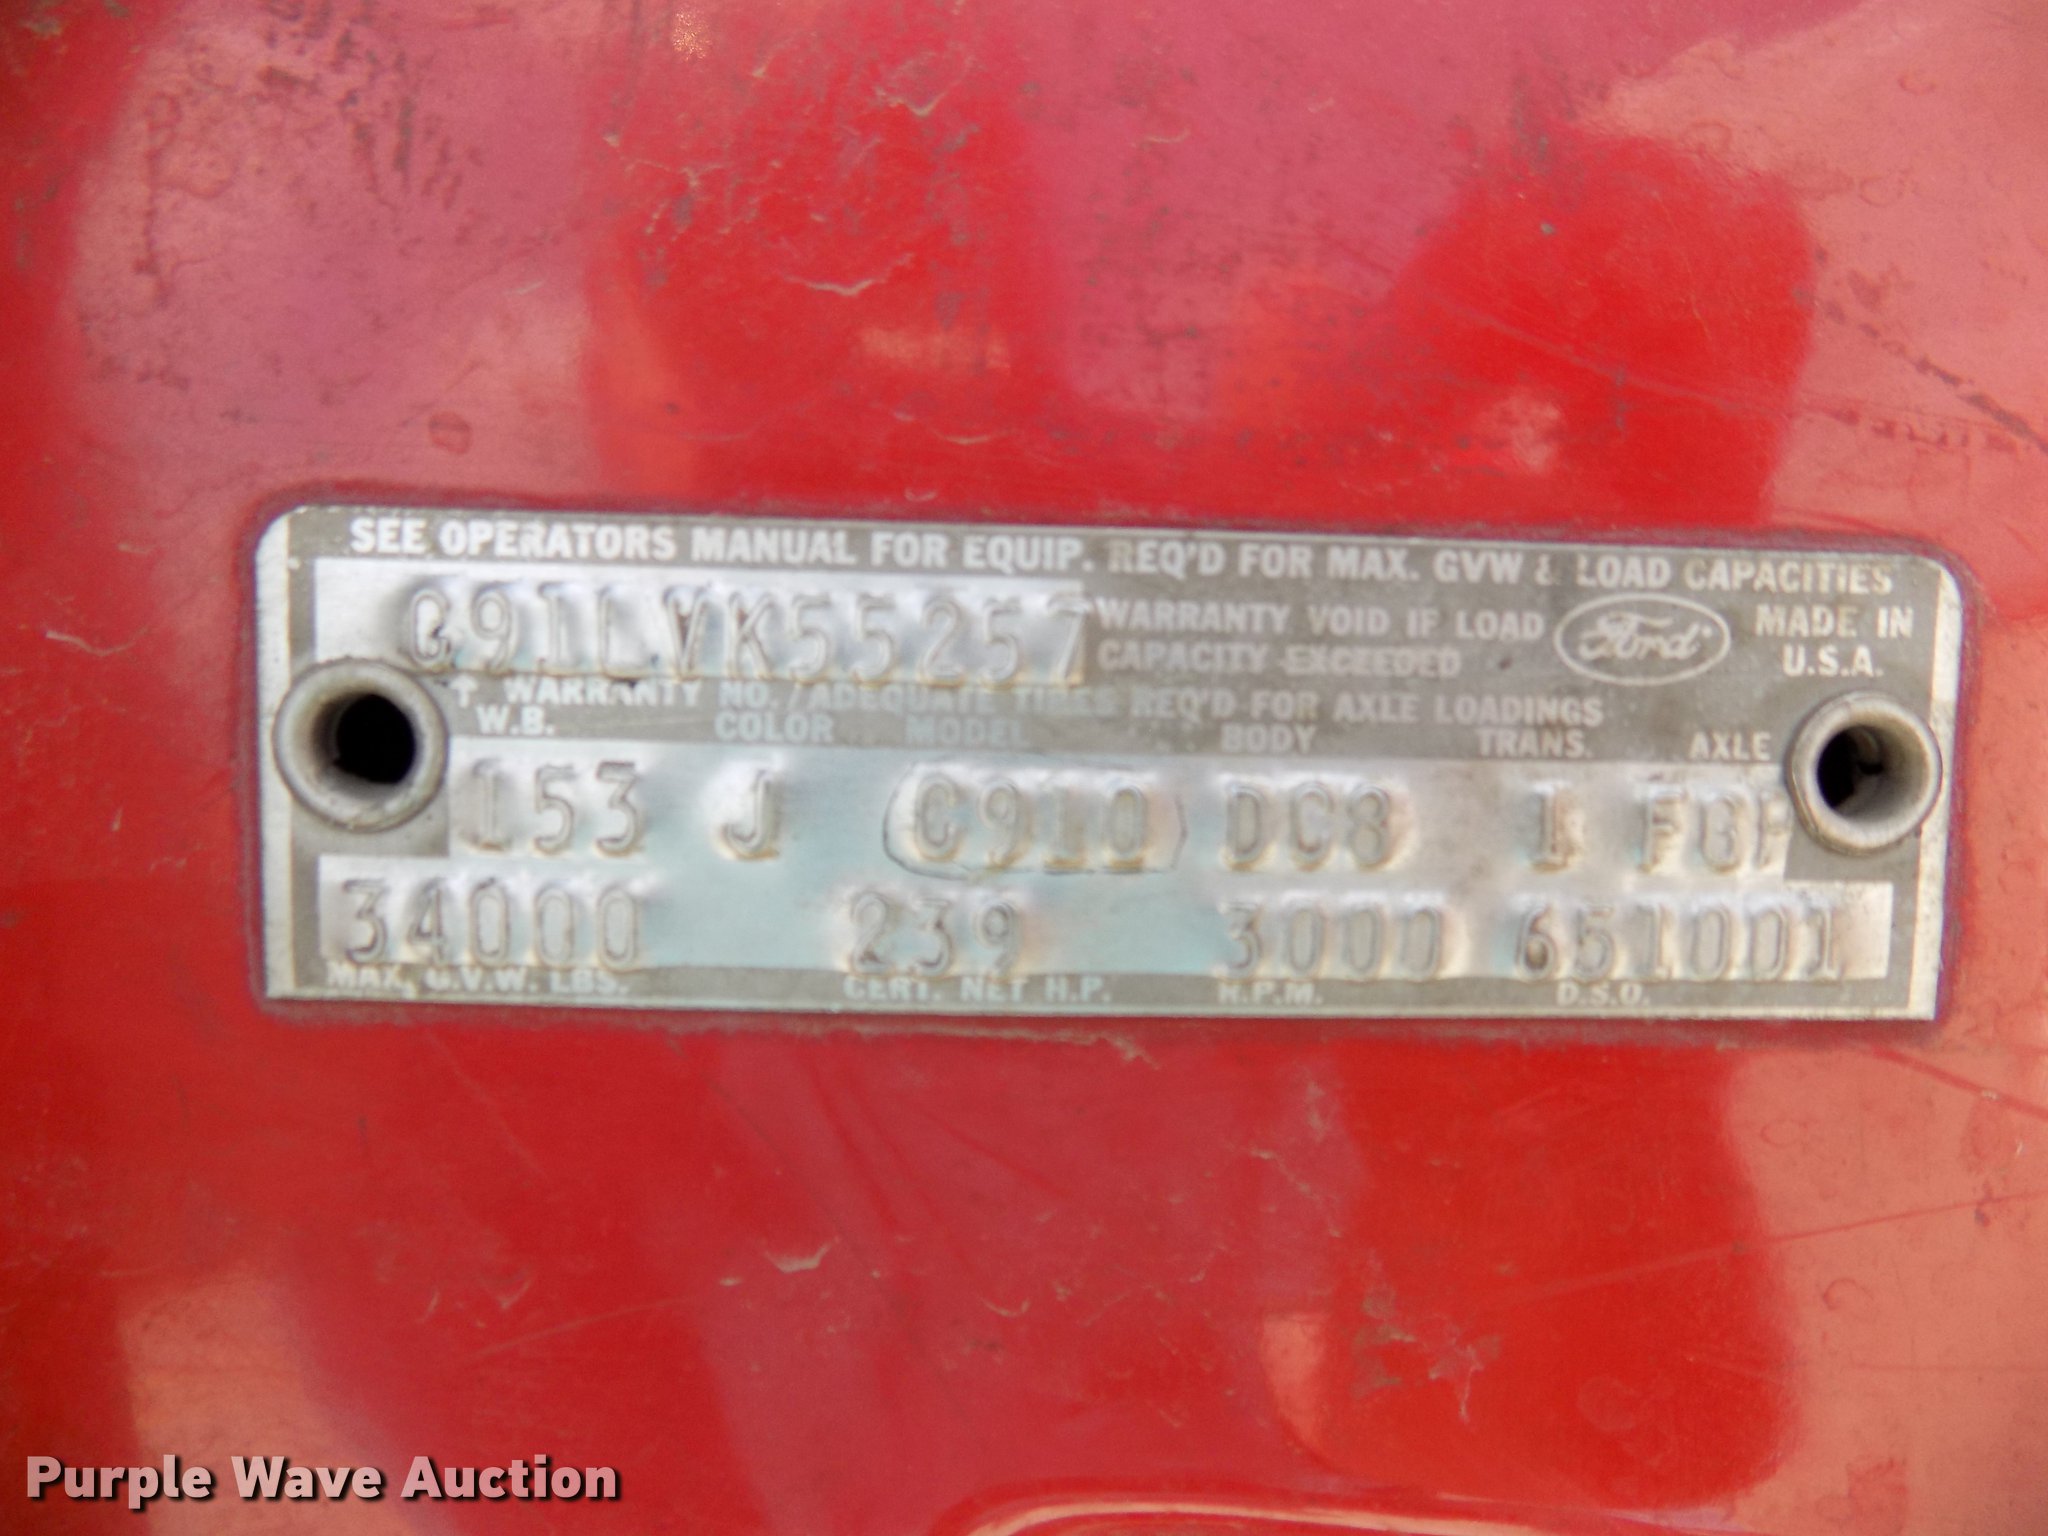 SEE OPERATORS MANUAL FOR EQUIP. REQ'D FOR MAX. GVW & LOAD CAPACITIES
C91LVK55257 WARRANTY VOID IF LOAD Ford MADE IN
CAPACITY EXCEEDED U.S.A.
↑ WARRANTY NO./ADEQUATE TIRES REQ'D FOR AXLE LOADINGS
W.B. COLOR MODEL BODY TRANS. AXLE
153 J C910 DC8 1
34000 239 3000 651001
MAX. G.V.W. LBS. CERT. NET H.P. R.P.M. D.S.O.
Purple Wave Auction